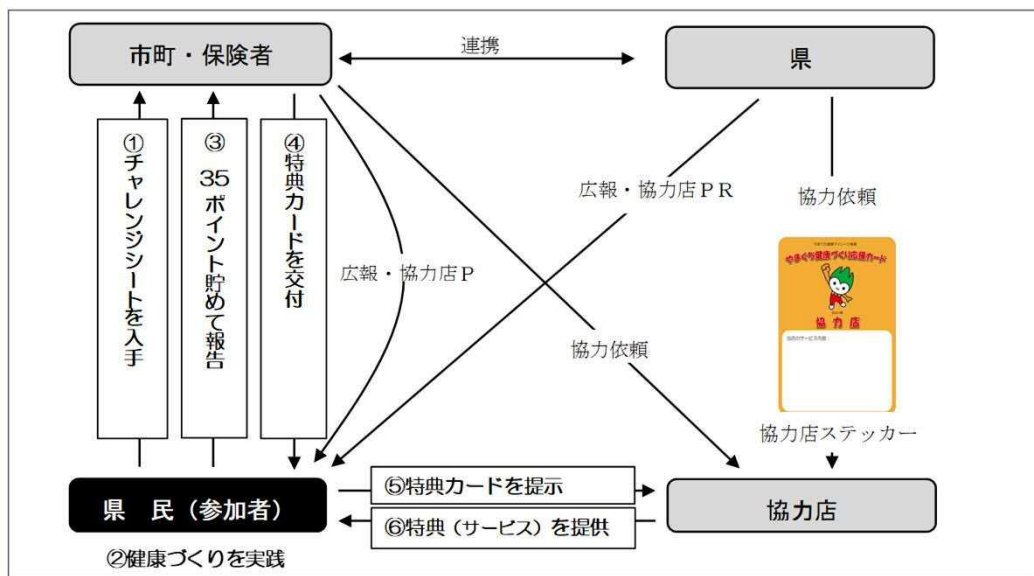 市町・保険者
連携
県
①チャレンジシートを入手
③ 35ポイント貯めて報告
④特典カードを交付
広報・協力店P
広報・協力店PR
協力依頼
協力依頼
やまぐち健康づくり応援カード
協力店
協力店ステッカー
県 民（参加者）
②健康づくりを実践
⑤特典カードを提示
⑥特典（サービス）を提供
協力店